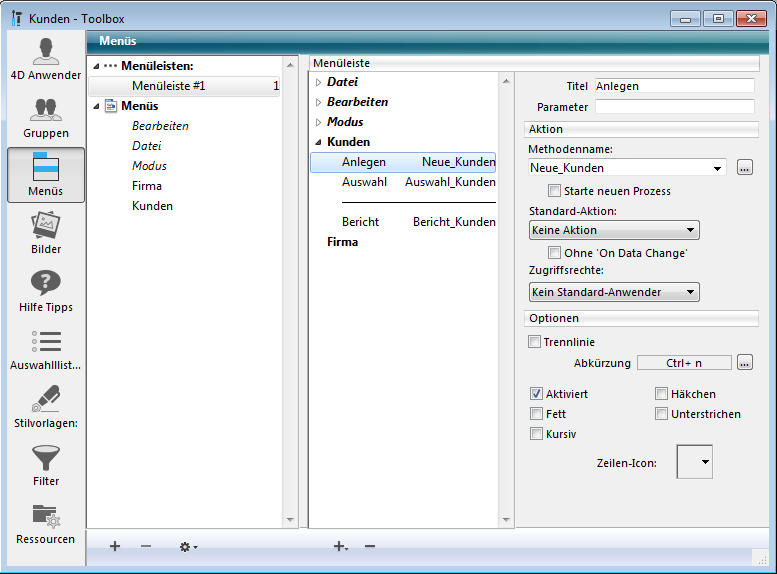 Kunden - Toolbox
4D Anwender
Gruppen
Menüs
Bilder
Hilfe Tipps
Auswahllist...
Stilvorlagen:
Filter
Ressourcen
Menüs
Menüleisten:
Menüleiste #1 1
Menüs
Bearbeiten
Datei
Modus
Firma
Kunden
Menüleiste
Datei
Bearbeiten
Modus
Kunden
Anlegen Neue_Kunden
Auswahl Auswahl_Kunden
Bericht Bericht_Kunden
Firma
Titel Anlegen
Parameter
Aktion
Methodenname:
Neue_Kunden
...
Starte neuen Prozess
Standard-Aktion:
Keine Aktion
Ohne 'On Data Change'
Zugriffsrechte:
Kein Standard-Anwender
Optionen
Trennlinie
Abkürzung Ctrl+ n ...
Aktiviert Häkchen
Fett Unterstrichen
Kursiv
Zeilen-Icon: